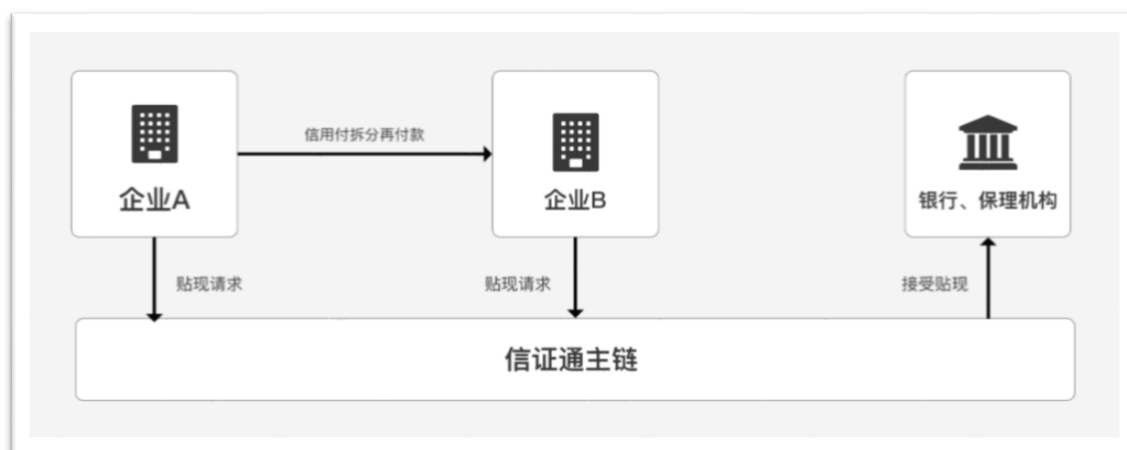 信用付拆分再付款
企业A
企业B
银行、保理机构
贴现请求
贴现请求
接受贴现
信证通主链